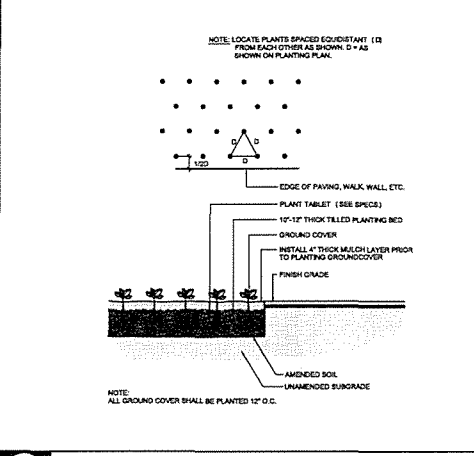 NOTE: LOCATE PLANTS SPACED EQUIDISTANT (D)
FROM EACH OTHER AS SHOWN. D = AS
SHOWN ON PLANTING PLAN.
D
D
D
1/2D
EDGE OF PAVING, WALK, WALL, ETC.
PLANT TABLET (SEE SPECS.)
10"-12" THICK TILLED PLANTING BED
GROUND COVER
INSTALL 4" THICK MULCH LAYER PRIOR
TO PLANTING GROUNDCOVER
FINISH GRADE
AMENDED SOIL
UNAMENDED SUBGRADE
NOTE:
ALL GROUND COVER SHALL BE PLANTED 12" O.C.